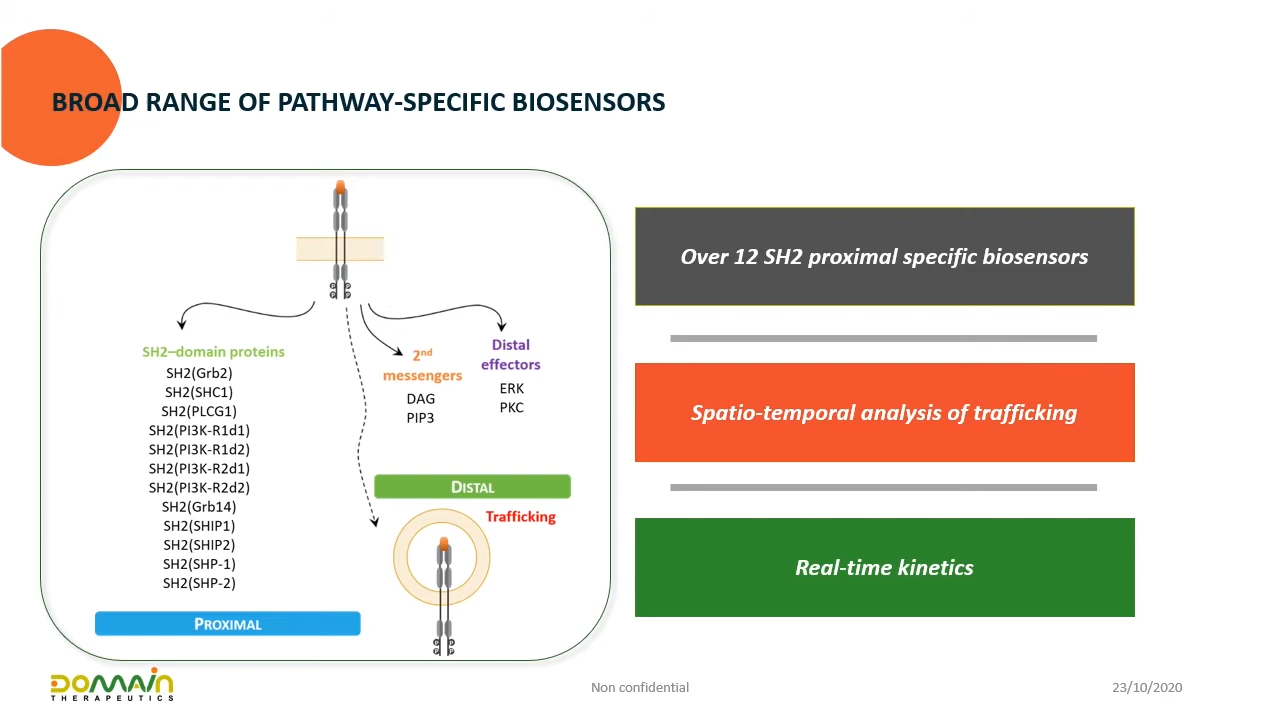 BROAD RANGE OF PATHWAY-SPECIFIC BIOSENSORS
SH2–domain proteins
SH2(Grb2)
SH2(SHC1)
SH2(PLCG1)
SH2(PI3K-R1d1)
SH2(PI3K-R1d2)
SH2(PI3K-R2d1)
SH2(PI3K-R2d2)
SH2(Grb14)
SH2(SHIP1)
SH2(SHIP2)
SH2(SHP-1)
SH2(SHP-2)
PROXIMAL
2nd
messengers
DAG
PIP3
Distal
effectors
ERK
PKC
DISTAL
Trafficking
P P
P P
P P
P P
Over 12 SH2 proximal specific biosensors
Spatio-temporal analysis of trafficking
Real-time kinetics
DOMAIN
THERAPEUTICS
Non confidential
23/10/2020